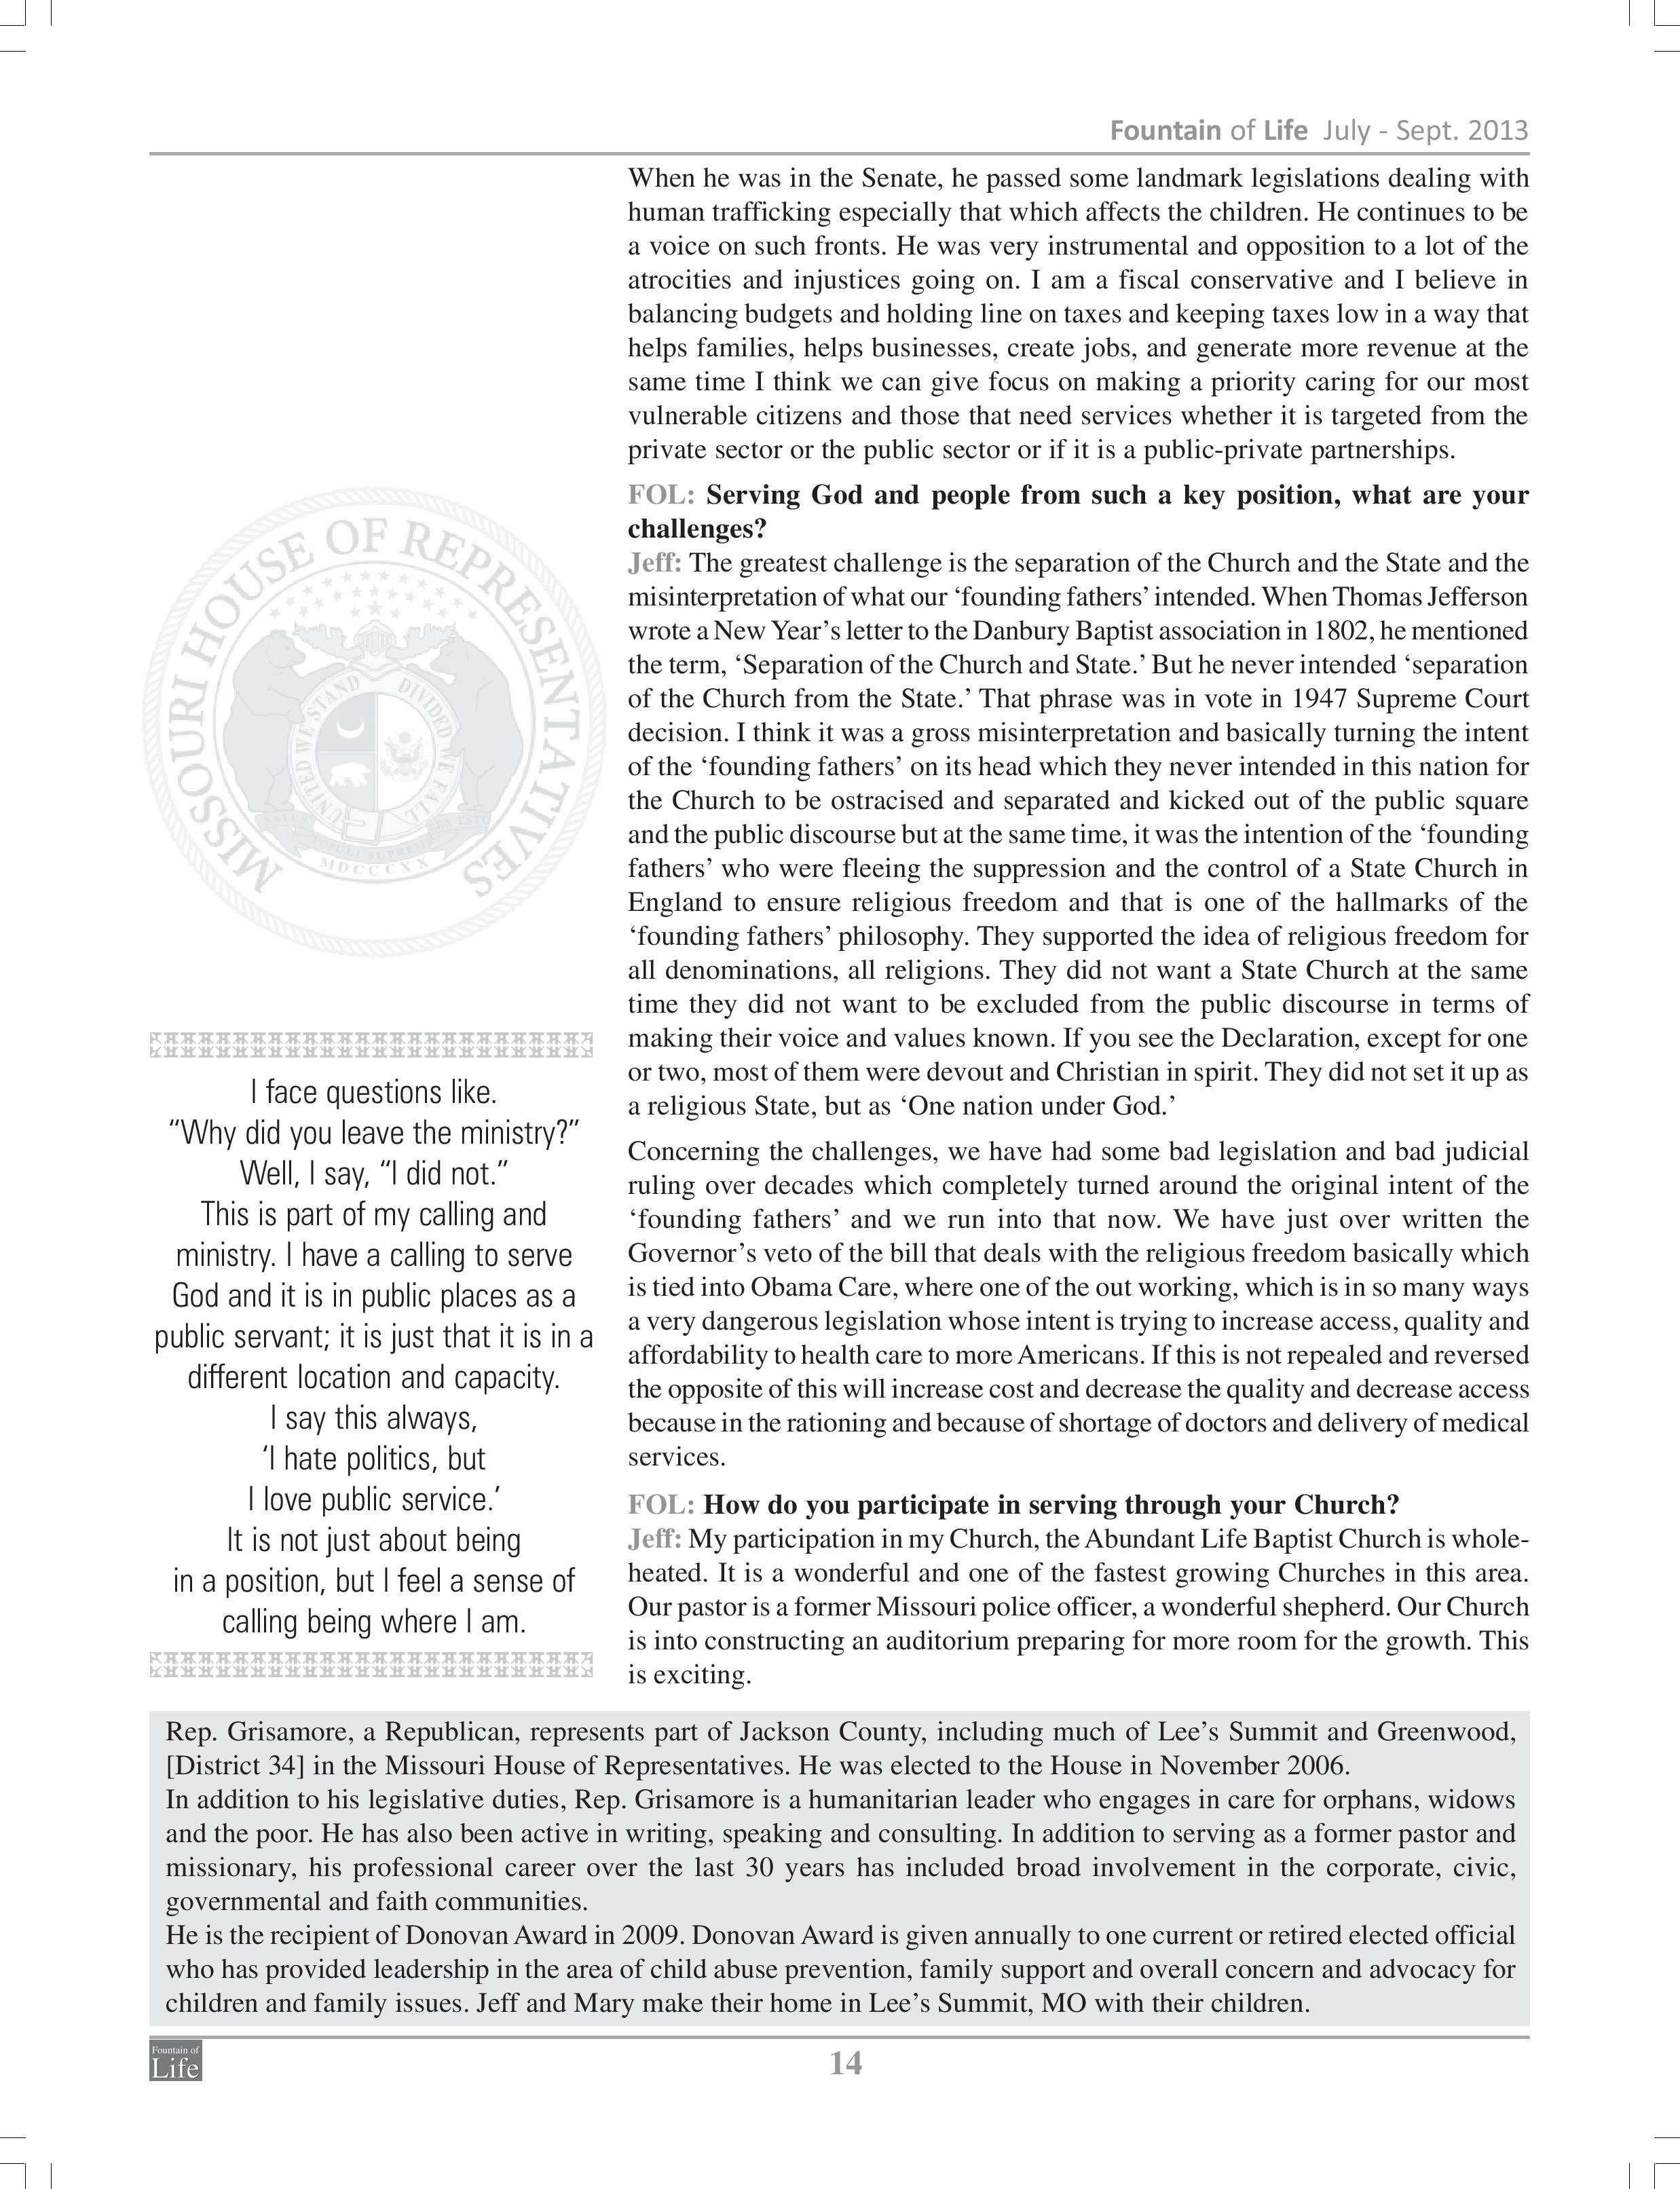 Fountain of Life July - Sept. 2013
When he was in the Senate, he passed some landmark legislations dealing with
human trafficking especially that which affects the children. He continues to be
a voice on such fronts. He was very instrumental and opposition to a lot of the
atrocities and injustices going on. I am a fiscal conservative and I believe in
balancing budgets and holding line on taxes and keeping taxes low in a way that
helps families, helps businesses, create jobs, and generate more revenue at the
same time I think we can give focus on making a priority caring for our most
vulnerable citizens and those that need services whether it is targeted from the
private sector or the public sector or if it is a public-private partnerships.
FOL: Serving God and people from such a key position, what are your
challenges?
Jeff: The greatest challenge is the separation of the Church and the State and the
misinterpretation of what our ‘founding fathers’ intended. When Thomas Jefferson
wrote a New Year’s letter to the Danbury Baptist association in 1802, he mentioned
the term, ‘Separation of the Church and State.’ But he never intended ‘separation
of the Church from the State.’ That phrase was in vote in 1947 Supreme Court
decision. I think it was a gross misinterpretation and basically turning the intent
of the ‘founding fathers’ on its head which they never intended in this nation for
the Church to be ostracised and separated and kicked out of the public square
and the public discourse but at the same time, it was the intention of the ‘founding
fathers’ who were fleeing the suppression and the control of a State Church in
England to ensure religious freedom and that is one of the hallmarks of the
‘founding fathers’ philosophy. They supported the idea of religious freedom for
all denominations, all religions. They did not want a State Church at the same
time they did not want to be excluded from the public discourse in terms of
making their voice and values known. If you see the Declaration, except for one
or two, most of them were devout and Christian in spirit. They did not set it up as
a religious State, but as ‘One nation under God.’
Concerning the challenges, we have had some bad legislation and bad judicial
ruling over decades which completely turned around the original intent of the
‘founding fathers’ and we run into that now. We have just over written the
Governor’s veto of the bill that deals with the religious freedom basically which
is tied into Obama Care, where one of the out working, which is in so many ways
a very dangerous legislation whose intent is trying to increase access, quality and
affordability to health care to more Americans. If this is not repealed and reversed
the opposite of this will increase cost and decrease the quality and decrease access
because in the rationing and because of shortage of doctors and delivery of medical
services.
FOL: How do you participate in serving through your Church?
Jeff: My participation in my Church, the Abundant Life Baptist Church is whole-
heated. It is a wonderful and one of the fastest growing Churches in this area.
Our pastor is a former Missouri police officer, a wonderful shepherd. Our Church
is into constructing an auditorium preparing for more room for the growth. This
is exciting.
MISSOURI HOUSE OF REPRESENTATIVES
UNITED WE STAND DIVIDED WE FALL
SALUS POPULI SUPREMA LEX ESTO
MDCCCXX
I face questions like.
“Why did you leave the ministry?”
Well, I say, “I did not.”
This is part of my calling and
ministry. I have a calling to serve
God and it is in public places as a
public servant; it is just that it is in a
different location and capacity.
I say this always,
‘I hate politics, but
I love public service.’
It is not just about being
in a position, but I feel a sense of
calling being where I am.
Rep. Grisamore, a Republican, represents part of Jackson County, including much of Lee’s Summit and Greenwood,
[District 34] in the Missouri House of Representatives. He was elected to the House in November 2006.
In addition to his legislative duties, Rep. Grisamore is a humanitarian leader who engages in care for orphans, widows
and the poor. He has also been active in writing, speaking and consulting. In addition to serving as a former pastor and
missionary, his professional career over the last 30 years has included broad involvement in the corporate, civic,
governmental and faith communities.
He is the recipient of Donovan Award in 2009. Donovan Award is given annually to one current or retired elected official
who has provided leadership in the area of child abuse prevention, family support and overall concern and advocacy for
children and family issues. Jeff and Mary make their home in Lee’s Summit, MO with their children.
Fountain of
Life
14